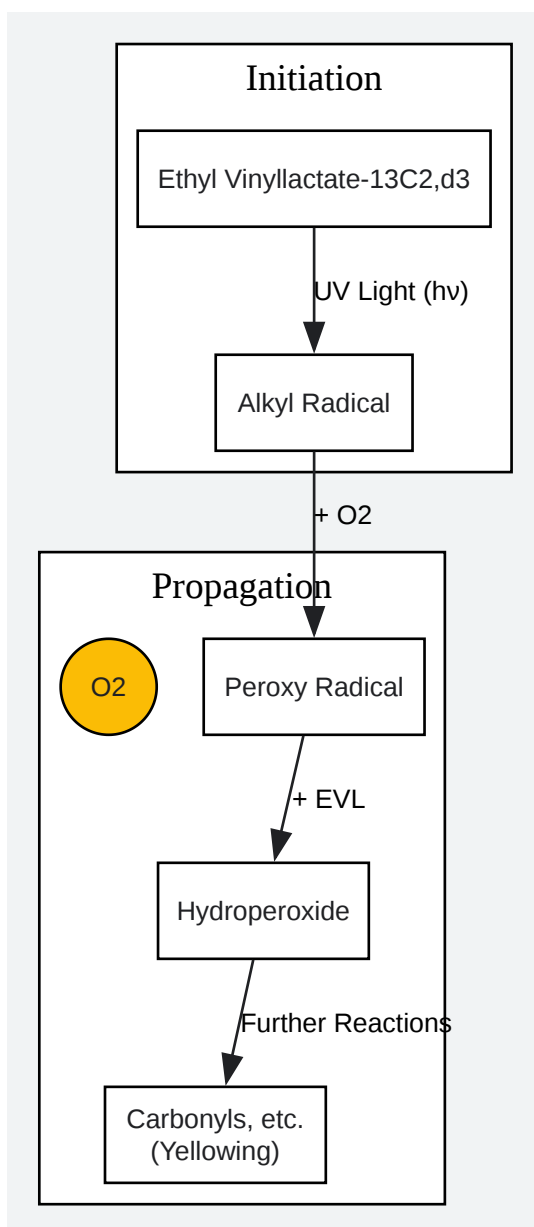 Initiation
Ethyl Vinyllactate-13C2,d3
UV Light (hν)
Alkyl Radical
+ O2
Propagation
O2
Peroxy Radical
+ EVL
Hydroperoxide
Further Reactions
Carbonyls, etc.
(Yellowing)